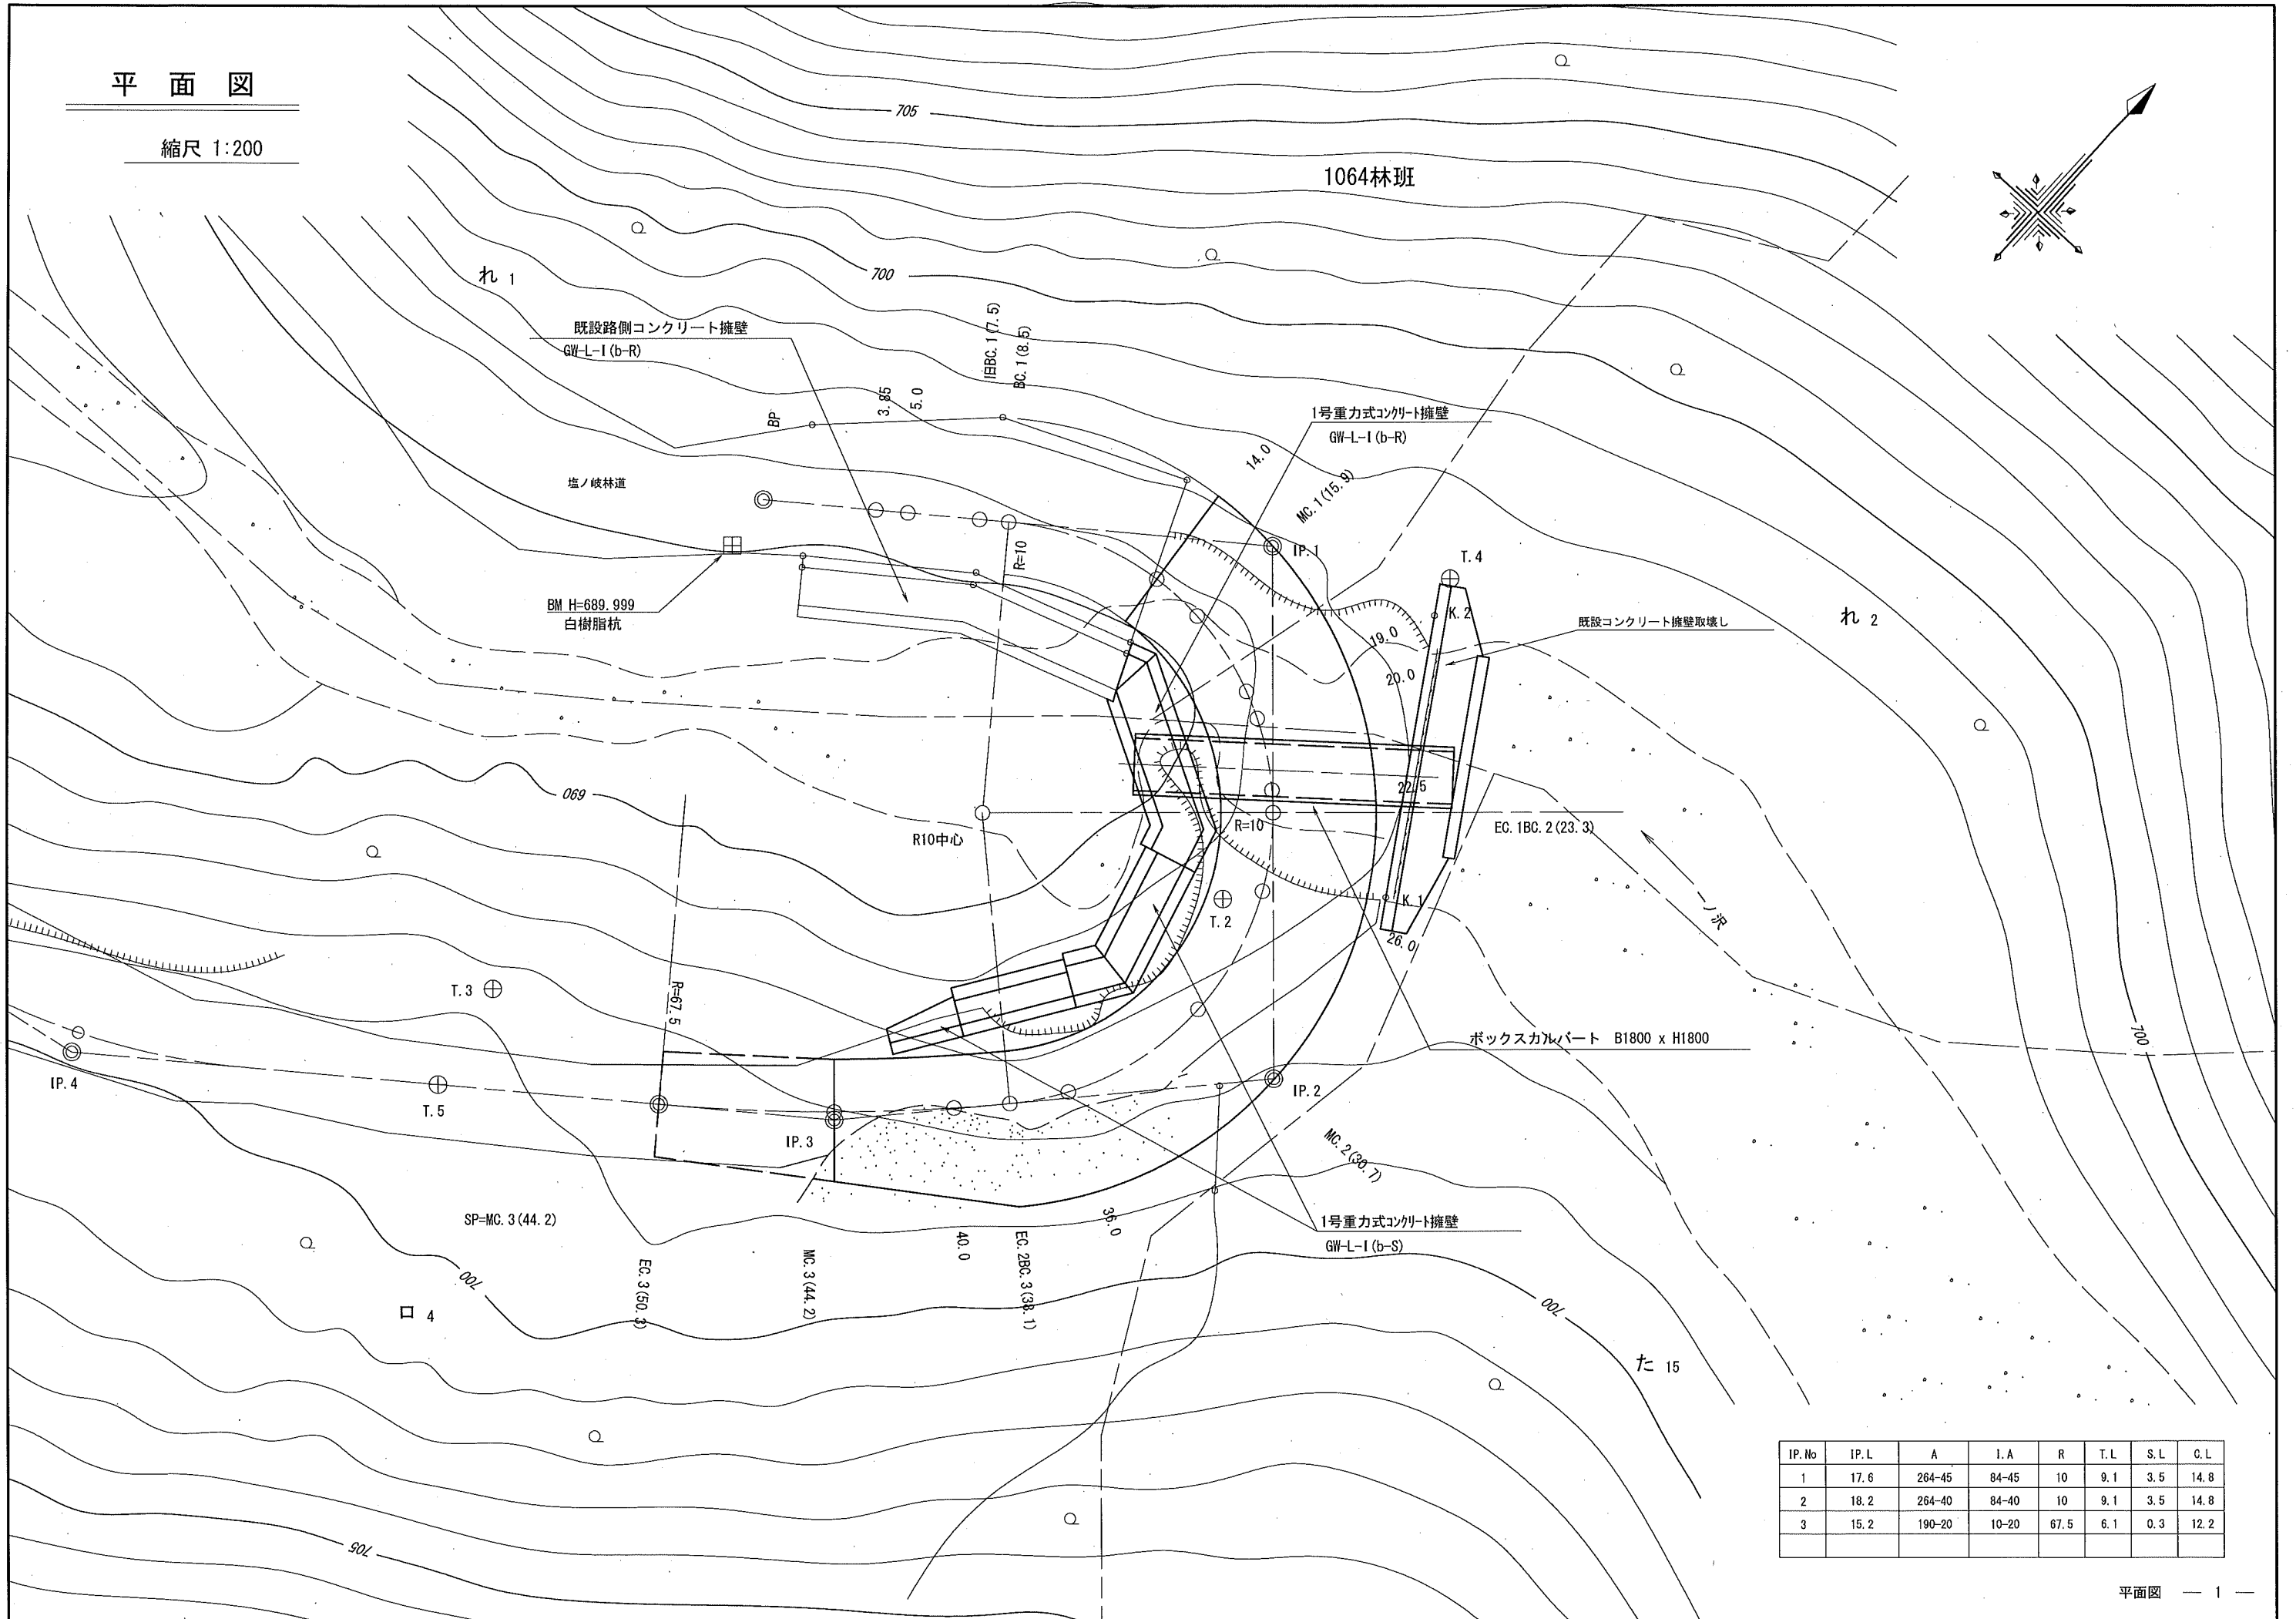 平 面 図
縮尺 1:200
705
1064林班
れ 1
700
既設路側コンクリート擁壁
GW-L-I(b-R)
旧BC.1(7.5)
BC.1(8.5)
BP
3.85
5.0
1号重力式コンクリート擁壁
GW-L-I(b-R)
14.0
MC.1(15.9)
塩ノ岐林道
R=10
IP.1
T.4
K.2
BM H=689.999
白樹脂杭
既設コンクリート擁壁取壊し
れ 2
19.0
20.0
22.5
690
R10中心
R=10
EC.1BC.2(23.3)
T.2
K.1
26.0
一ノ沢
T.3
R=67.5
ボックスカルバート B1800 x H1800
700
IP.4
T.5
IP.3
IP.2
MC.2(30.7)
SP=MC.3(44.2)
1号重力式コンクリート擁壁
GW-L-I(b-S)
36.0
40.0
EC.2BC.3(38.1)
MC.3(44.2)
EC.3(50.3)
700
ロ 4
700
た 15
705
IP.No IP.L A I.A R T.L S.L C.L
1 17.6 264-45 84-45 10 9.1 3.5 14.8
2 18.2 264-40 84-40 10 9.1 3.5 14.8
3 15.2 190-20 10-20 67.5 6.1 0.3 12.2
平面図 — 1 —